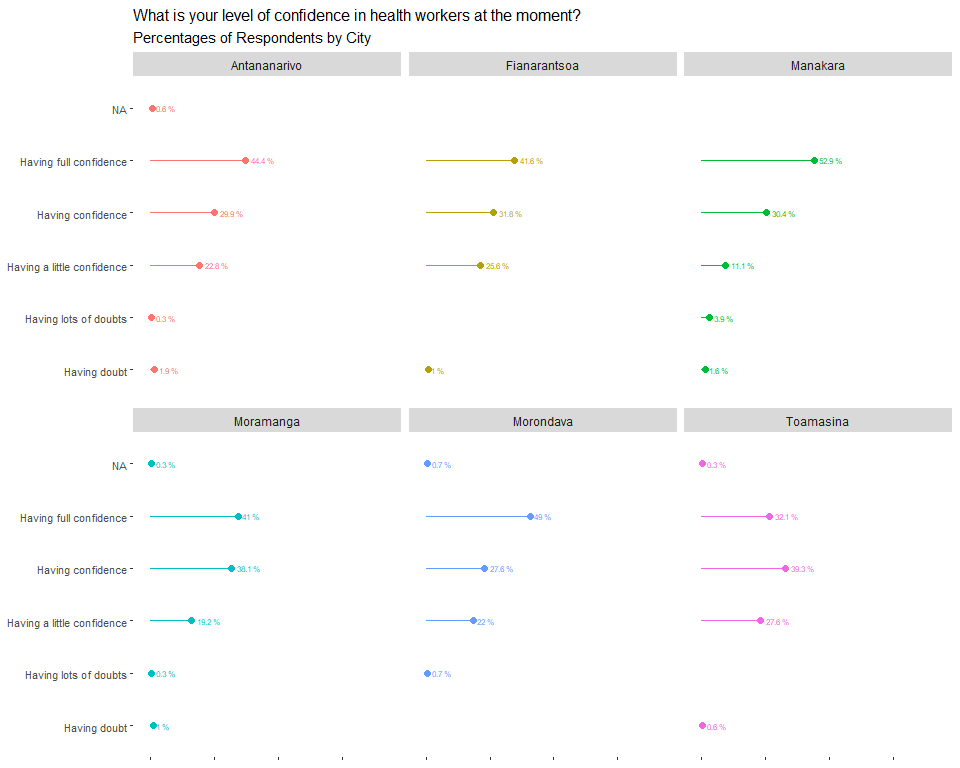 What is your level of confidence in health workers at the moment?
Percentages of Respondents by City
Antananarivo Fianarantsoa Manakara
NA 0.6 %
Having full confidence 44.4 % 41.6 % 52.9 %
Having confidence 29.9 % 31.8 % 30.4 %
Having a little confidence 22.8 % 25.6 % 11.1 %
Having lots of doubts 0.3 % 3.9 %
Having doubt 1.9 % 1 % 1.6 %
Moramanga Morondava Toamasina
NA 0.3 % 0.7 % 0.3 %
Having full confidence 41 % 49 % 32.1 %
Having confidence 38.1 % 27.6 % 39.3 %
Having a little confidence 19.2 % 22 % 27.6 %
Having lots of doubts 0.3 % 0.7 %
Having doubt 1 % 0.6 %